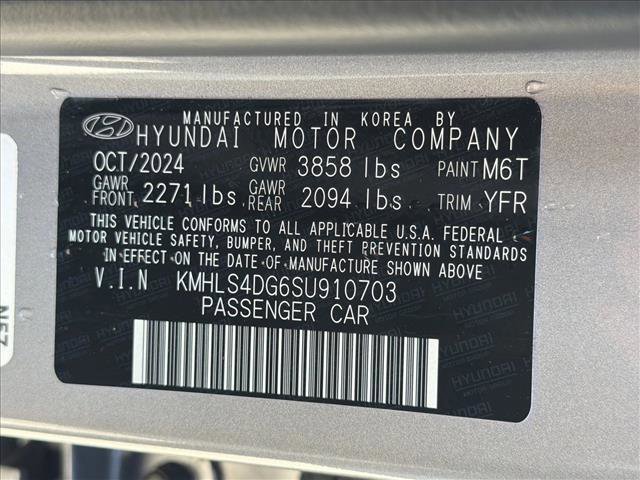 MANUFACTURED IN KOREA BY
HYUNDAI MOTOR COMPANY
OCT/2024 GVWR 3858 lbs PAINT M6T
GAWR FRONT 2271 lbs GAWR REAR 2094 lbs TRIM YFR
THIS VEHICLE CONFORMS TO ALL APPLICABLE U.S.A. FEDERAL
MOTOR VEHICLE SAFETY, BUMPER, AND THEFT PREVENTION STANDARDS
IN EFFECT ON THE DATE OF MANUFACTURE SHOWN ABOVE
V.I.N KMHLS4DG6SU910703
PASSENGER CAR